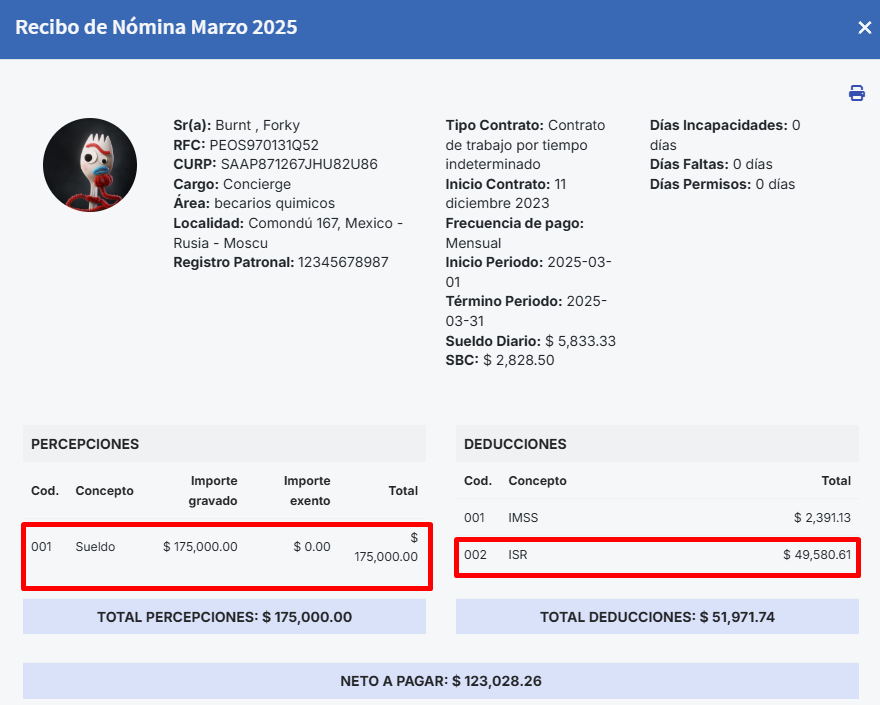 Recibo de Nómina Marzo 2025
Sr(a): Burnt , Forky
RFC: PEOS970131Q52
CURP: SAAP871267JHU82U86
Cargo: Concierge
Área: becarios quimicos
Localidad: Comondú 167, Mexico -
Rusia - Moscu
Registro Patronal: 12345678987
Tipo Contrato: Contrato
de trabajo por tiempo
indeterminado
Inicio Contrato: 11
diciembre 2023
Frecuencia de pago:
Mensual
Inicio Periodo: 2025-03-
01
Término Periodo: 2025-
03-31
Sueldo Diario: $ 5,833.33
SBC: $ 2,828.50
Días Incapacidades: 0
días
Días Faltas: 0 días
Días Permisos: 0 días
PERCEPCIONES
Cod. Concepto Importe gravado Importe exento Total
001 Sueldo $ 175,000.00 $ 0.00 $ 175,000.00
TOTAL PERCEPCIONES: $ 175,000.00
DEDUCCIONES
Cod. Concepto Total
001 IMSS $ 2,391.13
002 ISR $ 49,580.61
TOTAL DEDUCCIONES: $ 51,971.74
NETO A PAGAR: $ 123,028.26